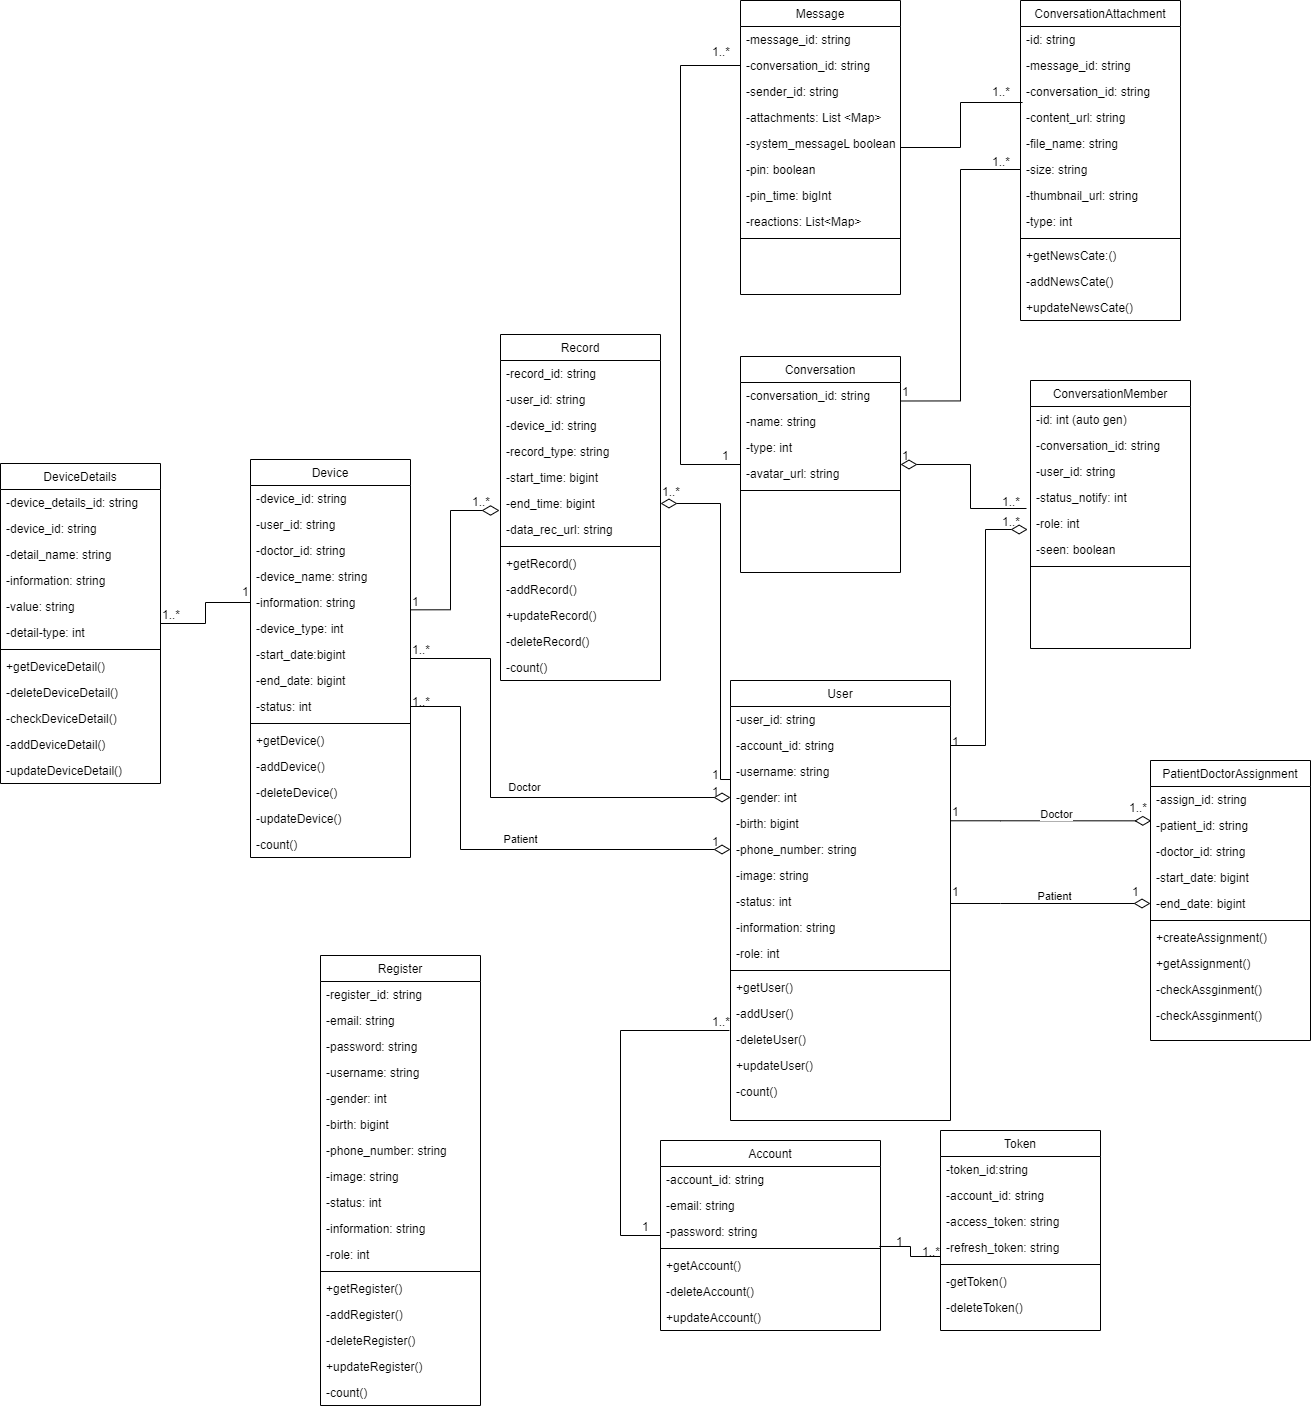 Message
-message_id: string
-conversation_id: string
-sender_id: string
-attachments: List <Map>
-system_messageL boolean
-pin: boolean
-pin_time: bigInt
-reactions: List<Map>
1..*
ConversationAttachment
-id: string
-message_id: string
-conversation_id: string
-content_url: string
-file_name: string
-size: string
-thumbnail_url: string
-type: int
+getNewsCate:()
-addNewsCate()
+updateNewsCate()
1..*
1..*
Record
-record_id: string
-user_id: string
-device_id: string
-record_type: string
-start_time: bigint
-end_time: bigint
-data_rec_url: string
+getRecord()
-addRecord()
+updateRecord()
-deleteRecord()
-count()
1..*
1..*
Conversation
-conversation_id: string
-name: string
-type: int
-avatar_url: string
1
1
1
ConversationMember
-id: int (auto gen)
-conversation_id: string
-user_id: string
-status_notify: int
-role: int
-seen: boolean
1..*
1..*
DeviceDetails
-device_details_id: string
-device_id: string
-detail_name: string
-information: string
-value: string
-detail-type: int
+getDeviceDetail()
-deleteDeviceDetail()
-checkDeviceDetail()
-addDeviceDetail()
-updateDeviceDetail()
1..*
1
Device
-device_id: string
-user_id: string
-doctor_id: string
-device_name: string
-information: string
-device_type: int
-start_date:bigint
-end_date: bigint
-status: int
+getDevice()
-addDevice()
-deleteDevice()
-updateDevice()
-count()
1
1..*
1..*
Doctor
Patient
1
1
1
User
-user_id: string
-account_id: string
-username: string
-gender: int
-birth: bigint
-phone_number: string
-image: string
-status: int
-information: string
-role: int
+getUser()
-addUser()
-deleteUser()
+updateUser()
-count()
1
1
Doctor
1..*
1
Patient
1
1..*
PatientDoctorAssignment
-assign_id: string
-patient_id: string
-doctor_id: string
-start_date: bigint
-end_date: bigint
+createAssignment()
+getAssignment()
-checkAssginment()
-checkAssginment()
Register
-register_id: string
-email: string
-password: string
-username: string
-gender: int
-birth: bigint
-phone_number: string
-image: string
-status: int
-information: string
-role: int
+getRegister()
-addRegister()
-deleteRegister()
+updateRegister()
-count()
Account
-account_id: string
-email: string
-password: string
+getAccount()
-deleteAccount()
+updateAccount()
1
1
1..*
Token
-token_id:string
-account_id: string
-access_token: string
-refresh_token: string
-getToken()
-deleteToken()